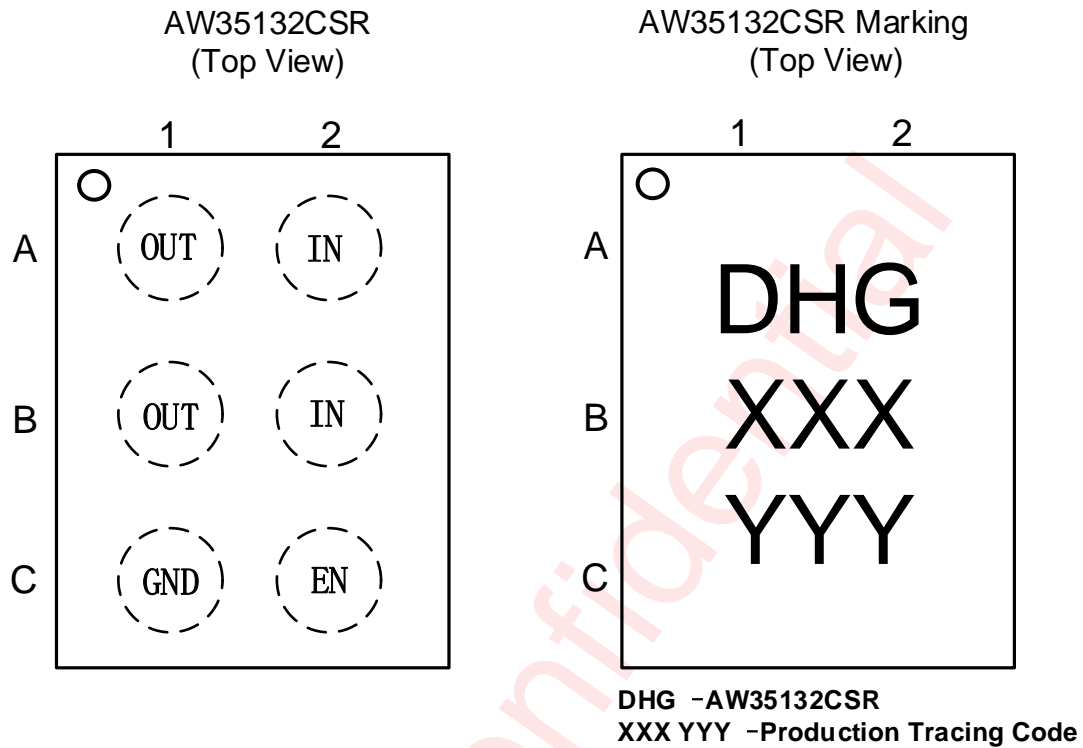 AW35132CSR
(Top View)
1 2
A OUT IN
B OUT IN
C GND EN
AW35132CSR Marking
(Top View)
1 2
A
DHG
B XXX
YYY
C
DHG -AW35132CSR
XXX YYY -Production Tracing Code
onfidential